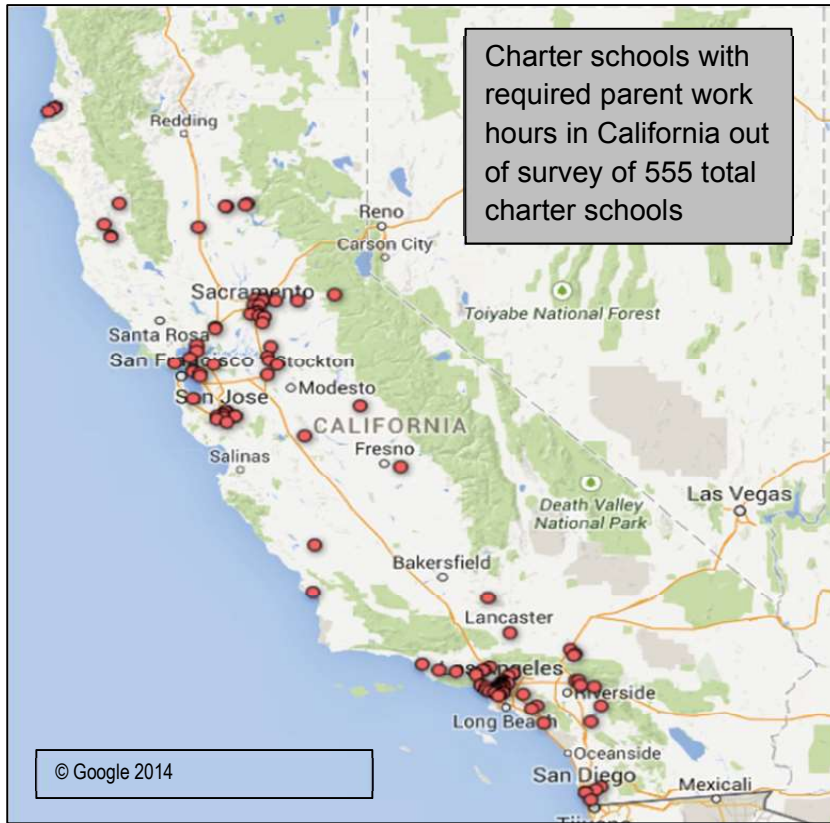 Charter schools with
required parent work
hours in California out
of survey of 555 total
charter schools
Redding
Reno
Carson City
Sacramento
Toiyabe National Forest
Santa Rosa
San Francisco
Stockton
Modesto
San Jose
CALIFORNIA
Salinas
Fresno
Death Valley
National Park
Las Vegas
Bakersfield
Lancaster
Los Angeles
Riverside
Long Beach
Oceanside
© Google 2014
San Diego
Mexicali
Tijuana